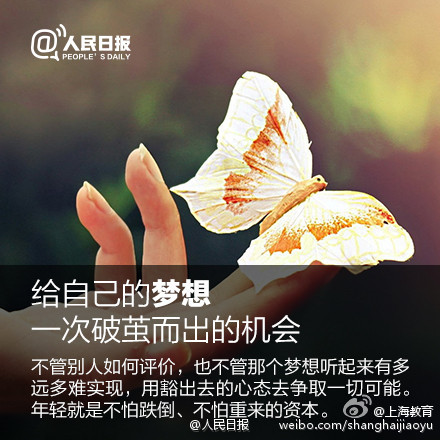 @人民日报
PEOPLE'S DAILY
给自己的梦想
一次破茧而出的机会
不管别人如何评价，也不管那个梦想听起来有多
远多难实现，用豁出去的心态去争取一切可能。
年轻就是不怕跌倒、不怕重来的资本。
@上海教育
@人民日报
weibo.com/shanghaijiaoyu